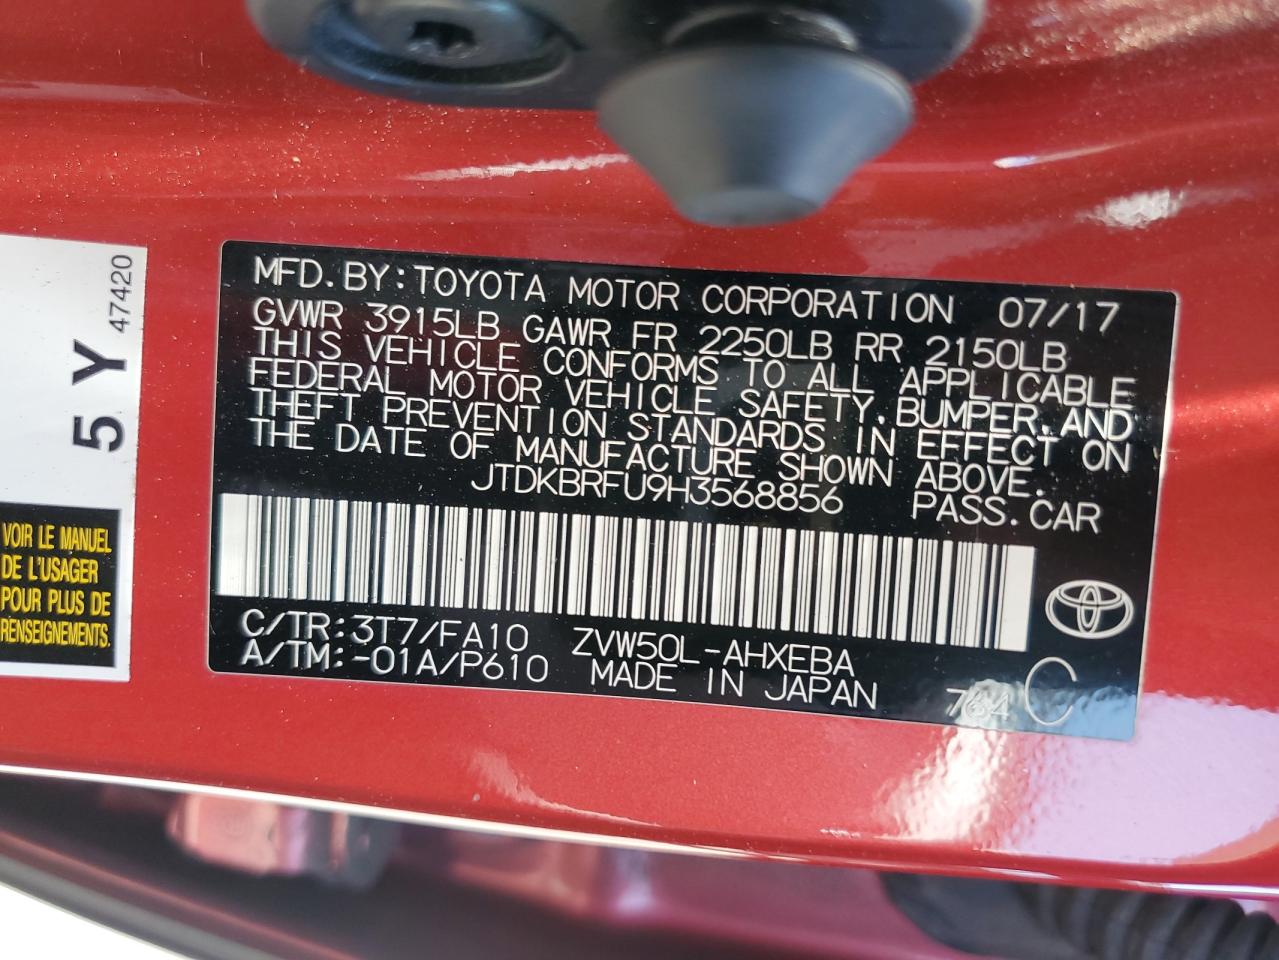 5 Y 47420
VOIR LE MANUEL
DE L'USAGER
POUR PLUS DE
RENSEIGNEMENTS.
MFD.BY:TOYOTA MOTOR CORPORATION 07/17
GVWR 3915LB GAWR FR 2250LB RR 2150LB
THIS VEHICLE CONFORMS TO ALL APPLICABLE
FEDERAL MOTOR VEHICLE SAFETY,BUMPER,AND
THEFT PREVENTION STANDARDS IN EFFECT ON
THE DATE OF MANUFACTURE SHOWN ABOVE.
JTDKBRFU9H3568856 PASS.CAR
C/TR:3T7/FA10 ZVW50L-AHXEBA
A/TM:-01A/P610 MADE IN JAPAN 764 C